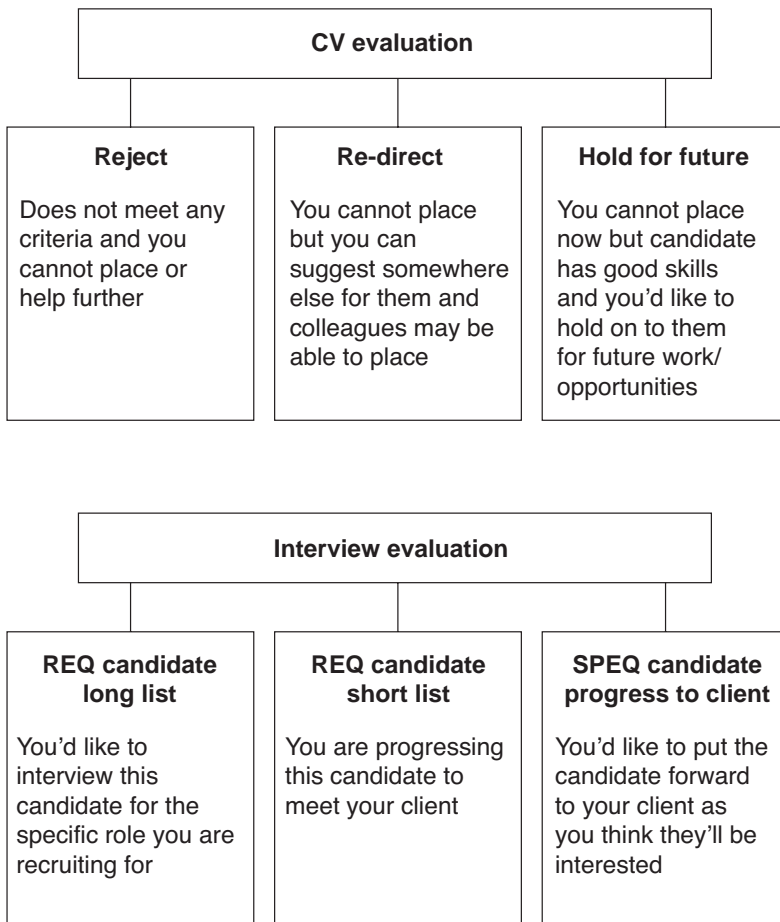 CV evaluation
Reject
Does not meet any
criteria and you
cannot place or
help further
Re-direct
You cannot place
but you can
suggest somewhere
else for them and
colleagues may be
able to place
Hold for future
You cannot place
now but candidate
has good skills
and you’d like to
hold on to them
for future work/
opportunities
Interview evaluation
REQ candidate
long list
You’d like to
interview this
candidate for the
specific role you are
recruiting for
REQ candidate
short list
You are progressing
this candidate to
meet your client
SPEQ candidate
progress to client
You’d like to put the
candidate forward
to your client as
you think they’ll be
interested